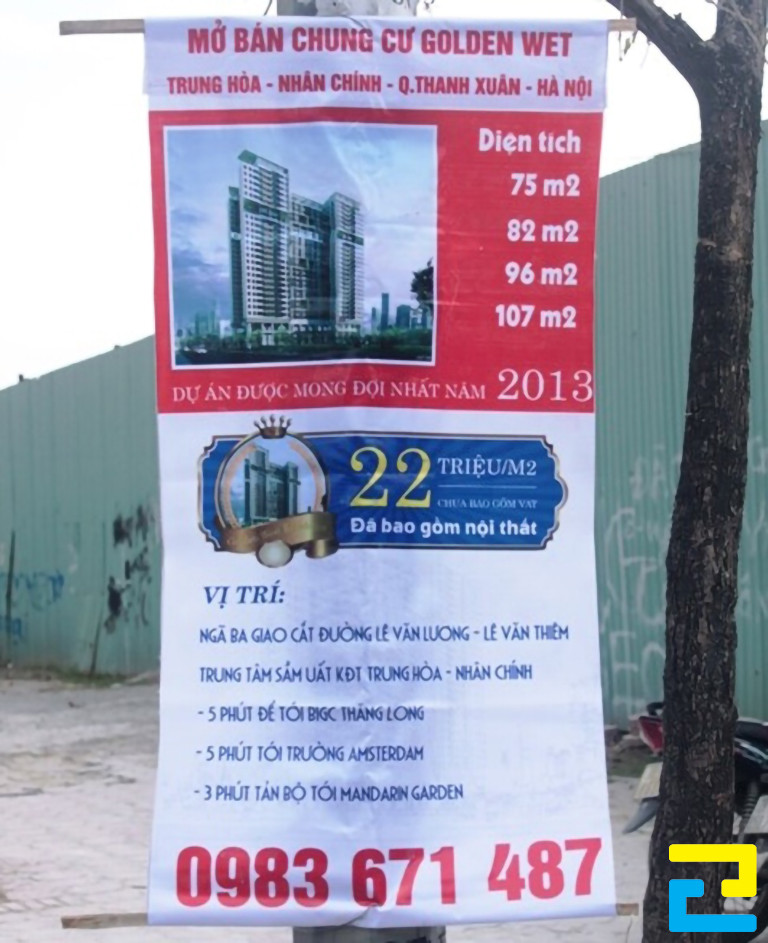 MỞ BÁN CHUNG CƯ GOLDEN WET
TRUNG HÒA - NHÂN CHÍNH - Q.THANH XUÂN - HÀ NỘI
Diện tích
75 m2
82 m2
96 m2
107 m2
DỰ ÁN ĐƯỢC MONG ĐỢI NHẤT NĂM 2013
22 TRIỆU/M2
CHƯA BAO GỒM VAT
Đã bao gồm nội thất
VỊ TRÍ:
NGÃ BA GIAO CẮT ĐƯỜNG LÊ VĂN LƯƠNG - LÊ VĂN THIÊM
TRUNG TÂM SẦM UẤT KĐT TRUNG HÒA - NHÂN CHÍNH
- 5 PHÚT ĐỂ TỚI BIGC THĂNG LONG
- 5 PHÚT TỚI TRƯỜNG AMSTERDAM
- 3 PHÚT TẢN BỘ TỚI MANDARIN GARDEN
0983 671 487